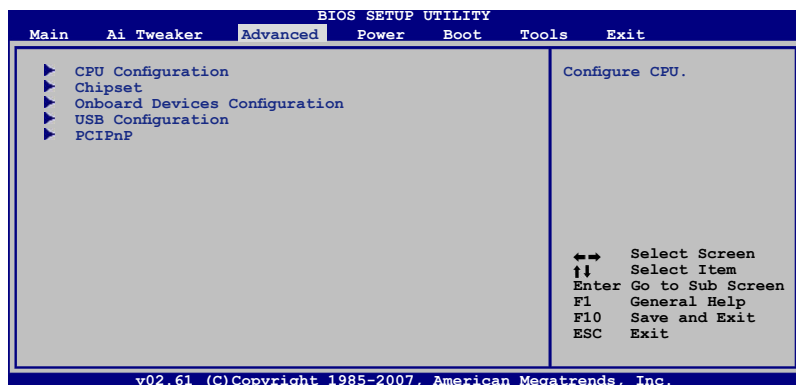 BIOS SETUP UTILITY
Main Ai Tweaker Advanced Power Boot Tools Exit
CPU Configuration
Chipset
Onboard Devices Configuration
USB Configuration
PCIPnP
Configure CPU.
←→ Select Screen
↑↓ Select Item
Enter Go to Sub Screen
F1 General Help
F10 Save and Exit
ESC Exit
v02.61 (C)Copyright 1985-2007, American Megatrends, Inc.